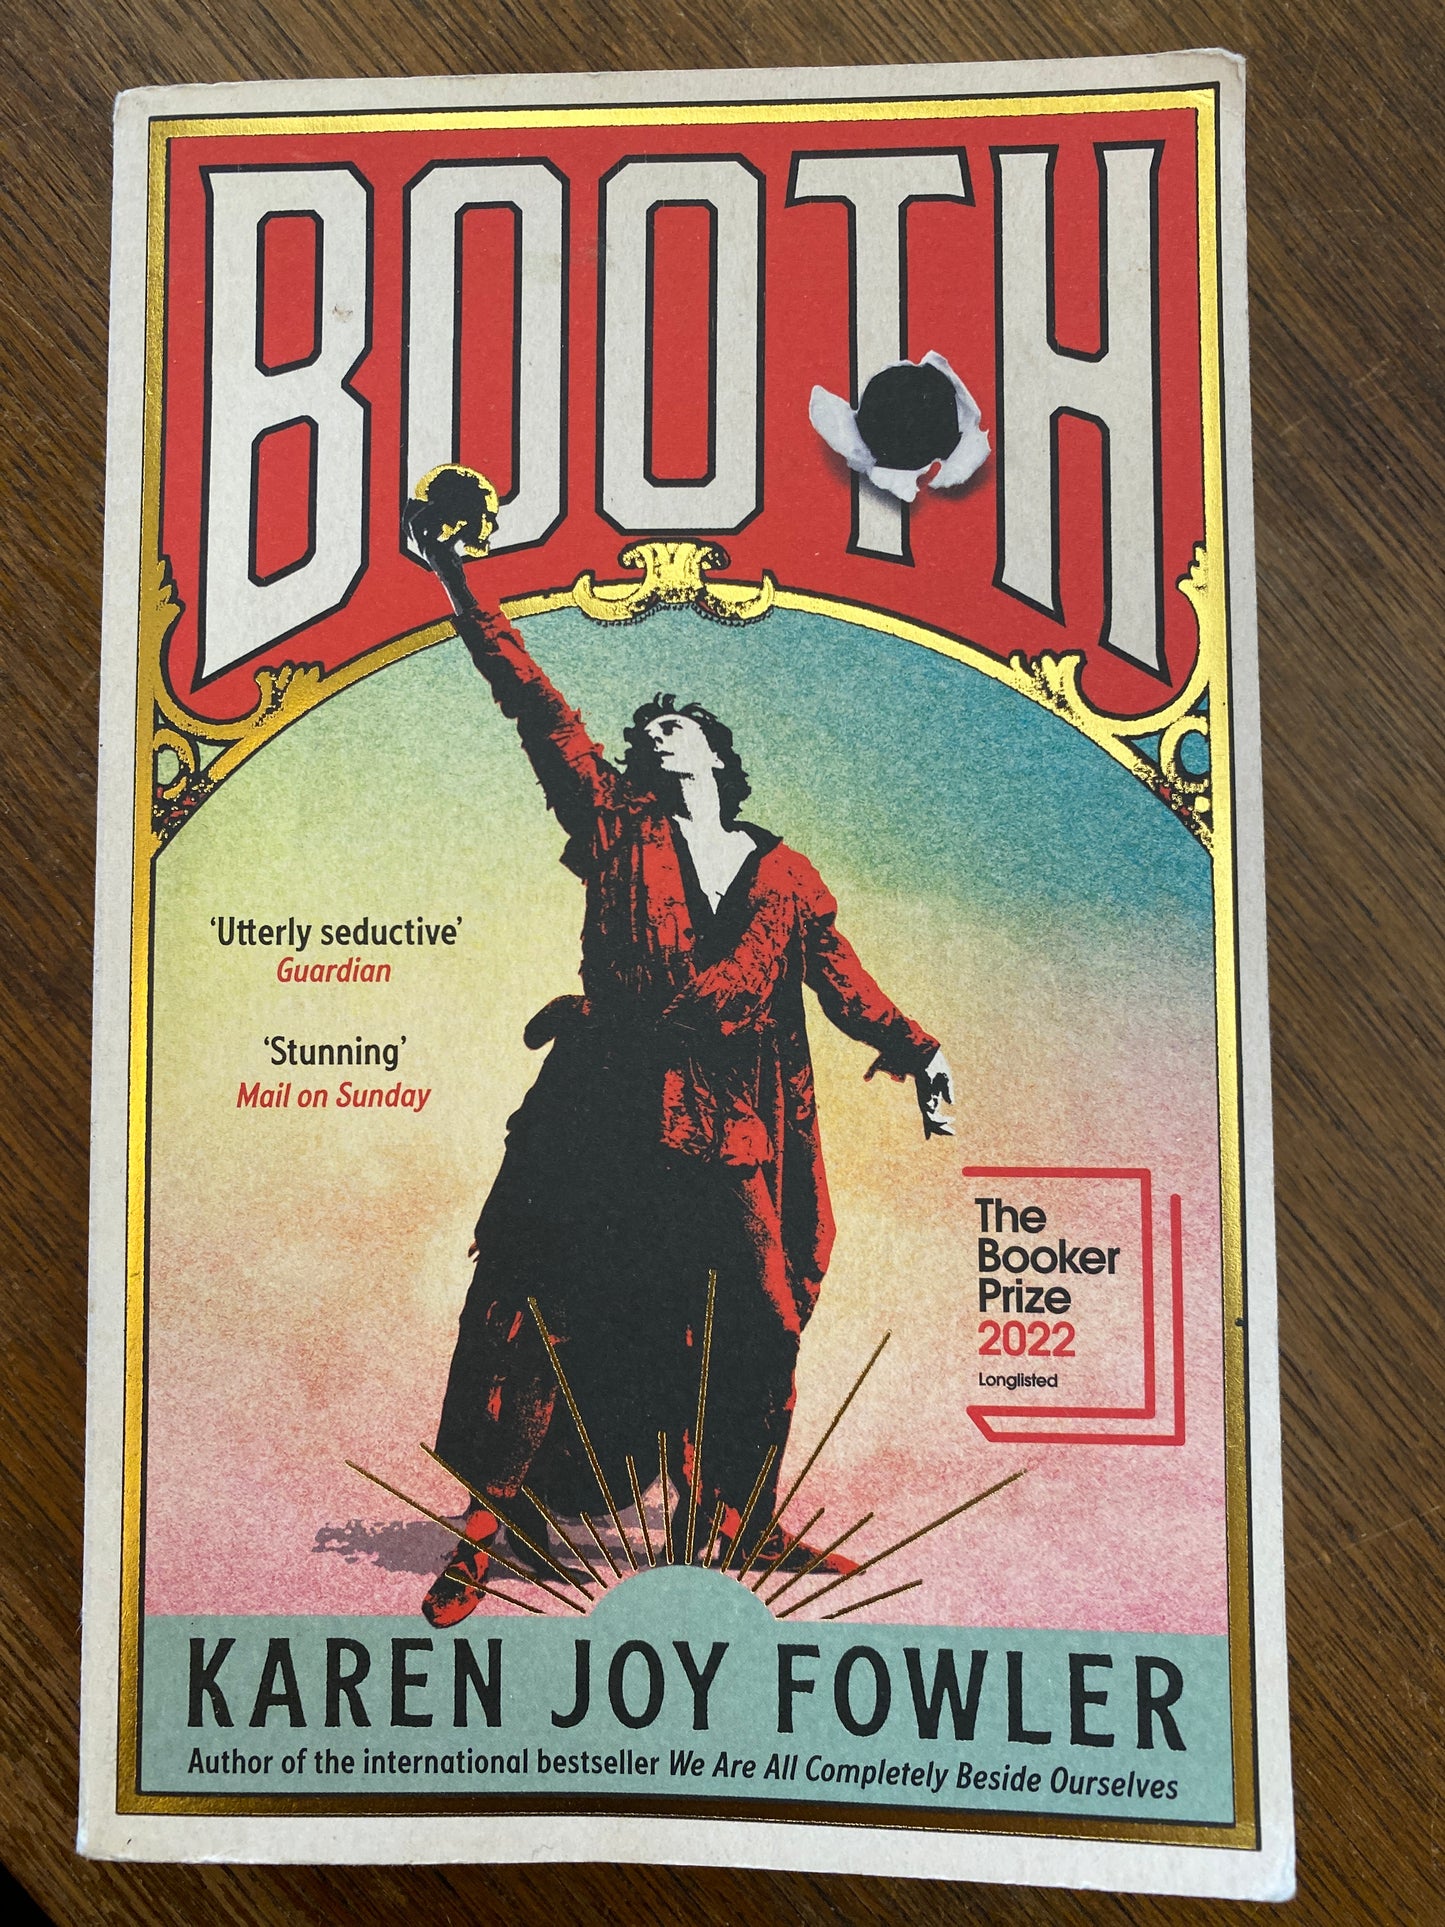 BOOTH
‘Utterly seductive’
Guardian
‘Stunning’
Mail on Sunday
The
Booker
Prize
2022
Longlisted
KAREN JOY FOWLER
Author of the international bestseller We Are All Completely Beside Ourselves